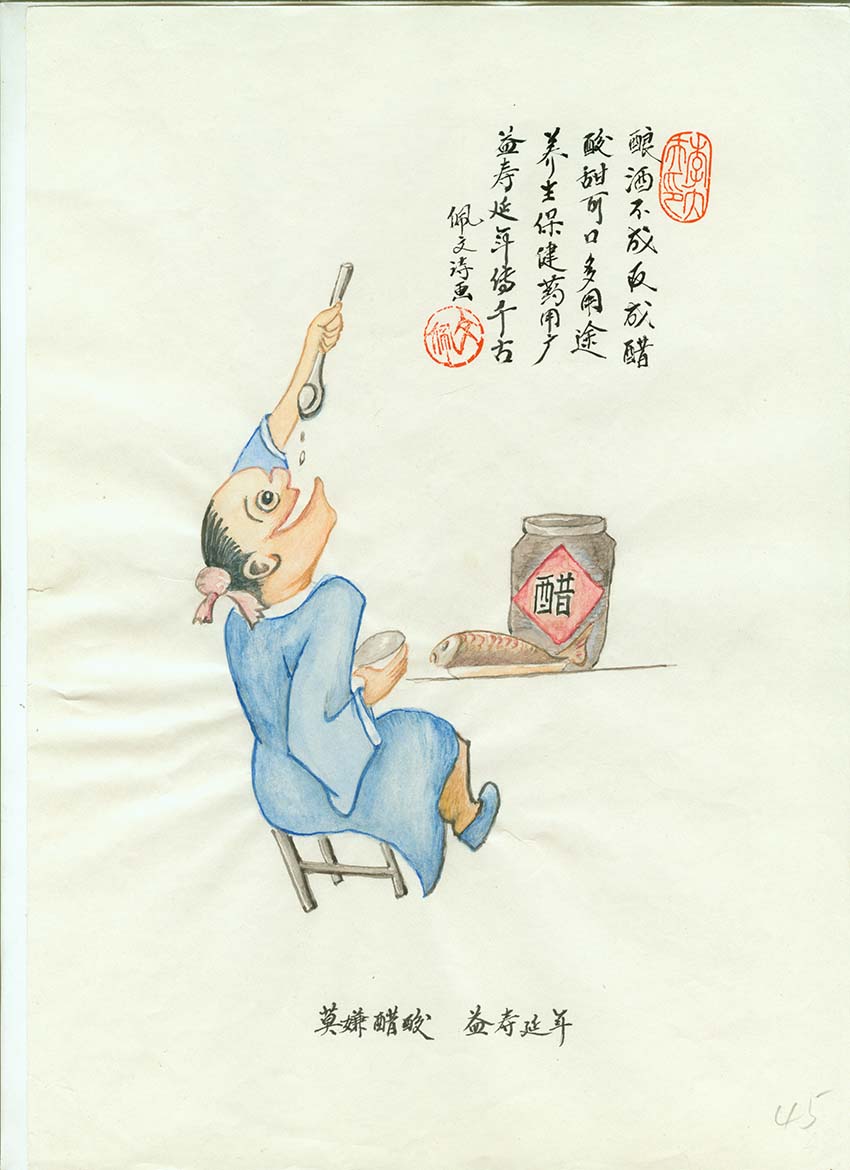 酿酒不成反成醋
酸甜可口多用途
养生保健药用广
益寿延年传千古
佩文诗画
佩文
醋
莫嫌醋酸 益寿延年
45